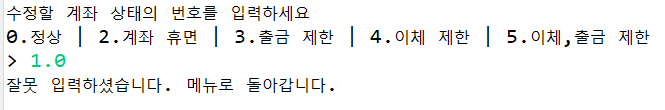 수정할 계좌 상태의 번호를 입력하세요
0.정상 | 2.계좌 휴면 | 3.출금 제한 | 4.이체 제한 | 5.이체,출금 제한
> 1.0
잘못 입력하셨습니다. 메뉴로 돌아갑니다.